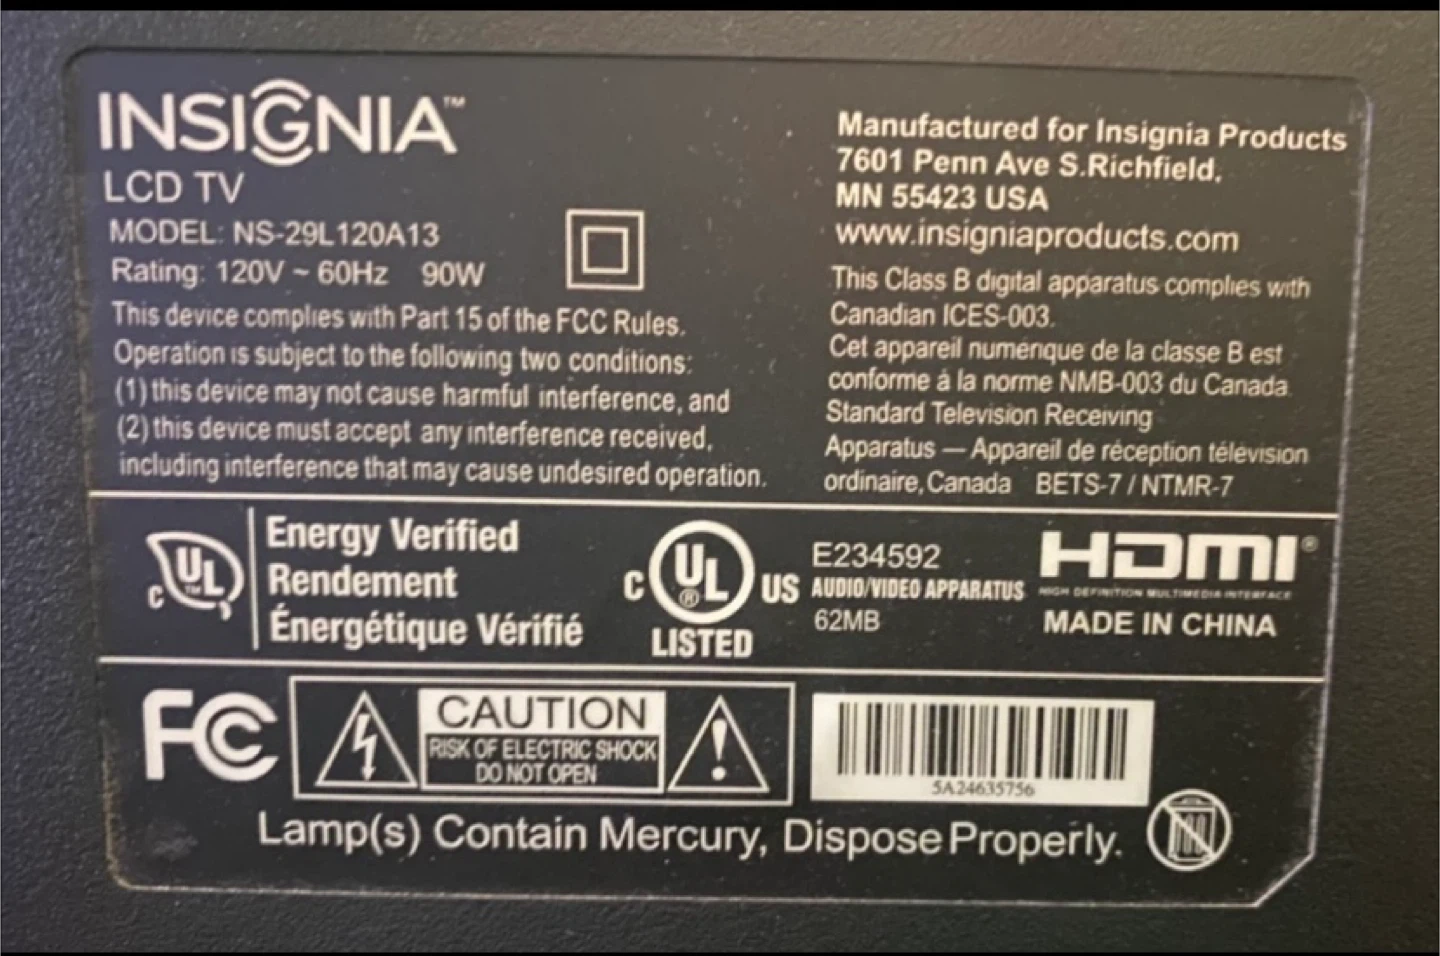 INSIGNIA™
LCD TV
MODEL: NS-29L120A13
Rating: 120V ~ 60Hz 90W
This device complies with Part 15 of the FCC Rules.
Operation is subject to the following two conditions:
(1) this device may not cause harmful interference, and
(2) this device must accept any interference received,
including interference that may cause undesired operation.
Manufactured for Insignia Products
7601 Penn Ave S.Richfield,
MN 55423 USA
www.insigniaproducts.com
This Class B digital apparatus complies with
Canadian ICES-003.
Cet appareil numérique de la classe B est
conforme à la norme NMB-003 du Canada
Standard Television Receiving
Apparatus — Appareil de réception télévision
ordinaire, Canada BETS-7 / NTMR-7
C UL™
Energy Verified
Rendement
Énergétique Vérifié
C UL® US
LISTED
E234592
AUDIO/VIDEO APPARATUS
62MB
HDMI®
HIGH DEFINITION MULTIMEDIA INTERFACE
MADE IN CHINA
FC
CAUTION
RISK OF ELECTRIC SHOCK
DO NOT OPEN
5A24635756
Lamp(s) Contain Mercury, Dispose Properly.